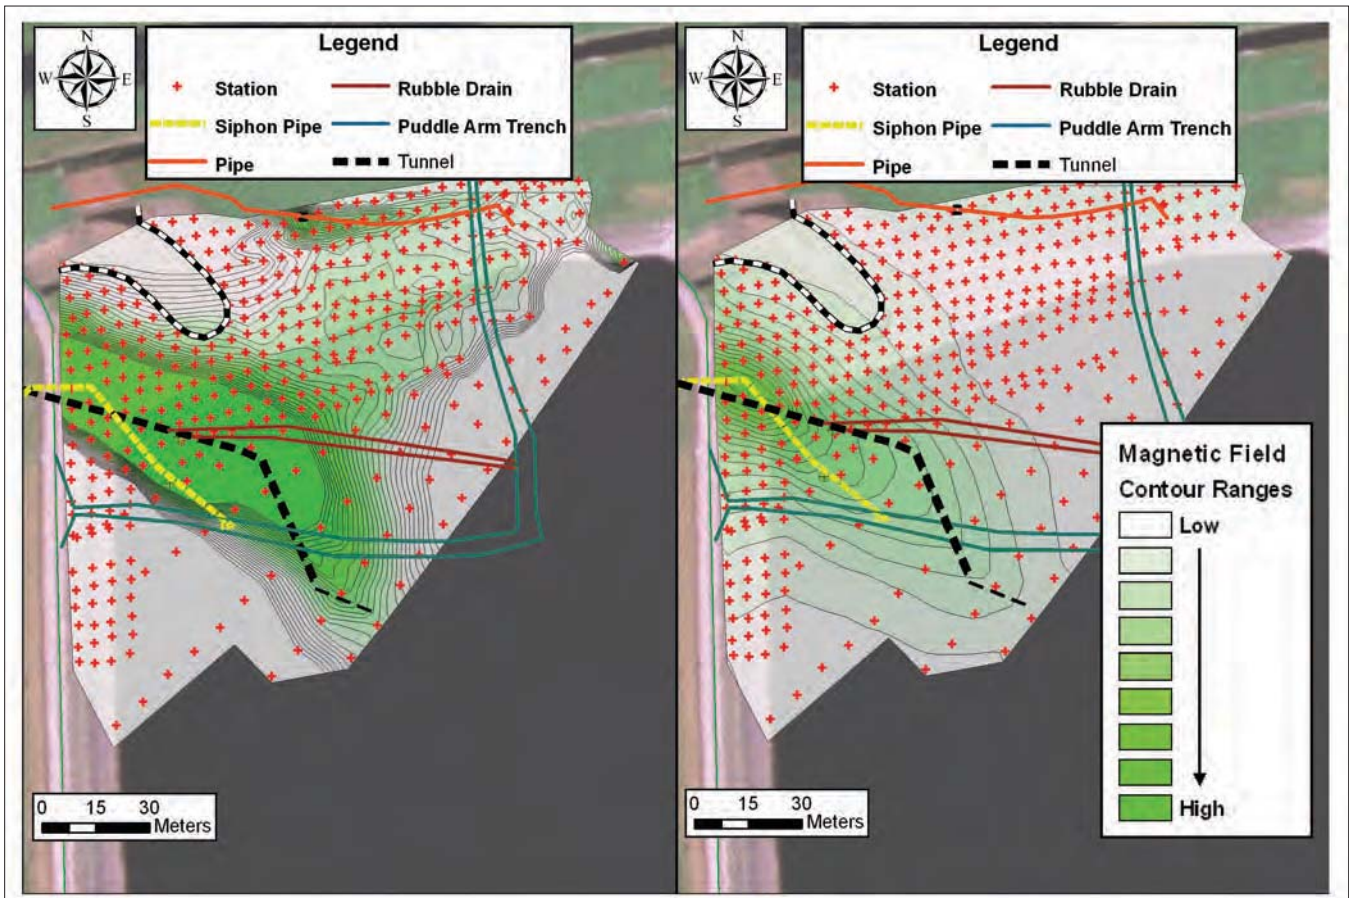 N
W E
S
Legend
Station
Rubble Drain
Siphon Pipe
Puddle Arm Trench
Pipe
Tunnel
0 15 30
Meters
N
W E
S
Legend
Station
Rubble Drain
Siphon Pipe
Puddle Arm Trench
Pipe
Tunnel
Magnetic Field
Contour Ranges
Low
High
0 15 30
Meters